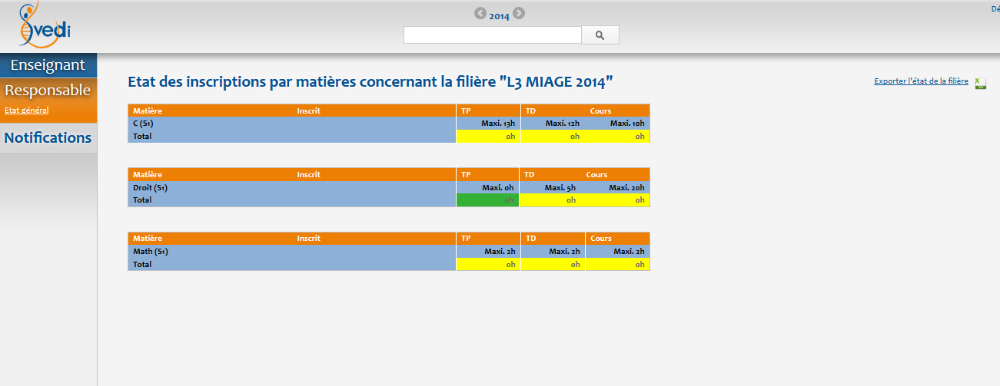 vedi
2014
Dé
Enseignant
Responsable
Etat général
Notifications
Etat des inscriptions par matières concernant la filière "L3 MIAGE 2014"
Exporter l'état de la filière
Matière Inscrit TP TD Cours
C (S1) Maxi. 13h Maxi. 12h Maxi. 10h
Total 0h 0h 0h
Matière Inscrit TP TD Cours
Droit (S1) Maxi. 0h Maxi. 5h Maxi. 20h
Total 0h 0h 0h
Matière Inscrit TP TD Cours
Math (S1) Maxi. 2h Maxi. 2h Maxi. 2h
Total 0h 0h 0h